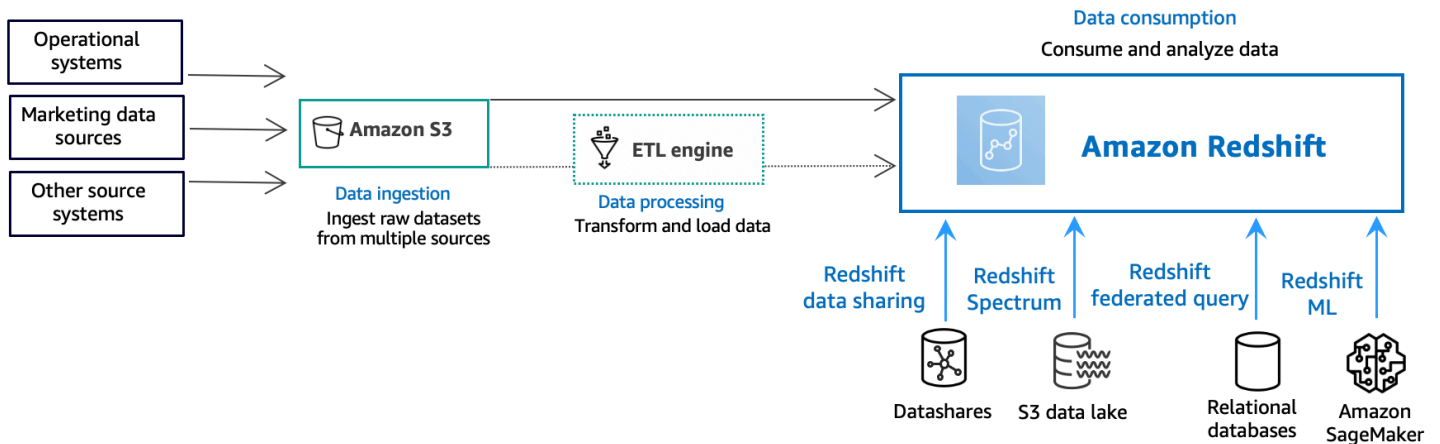 Operational
systems
Marketing data
sources
Other source
systems
Amazon S3
Data ingestion
Ingest raw datasets
from multiple sources
ETL engine
Data processing
Transform and load data
Data consumption
Consume and analyze data
Amazon Redshift
Redshift
data sharing
Redshift
Spectrum
Redshift
federated query
Redshift
ML
Datashares
S3 data lake
Relational
databases
Amazon
SageMaker